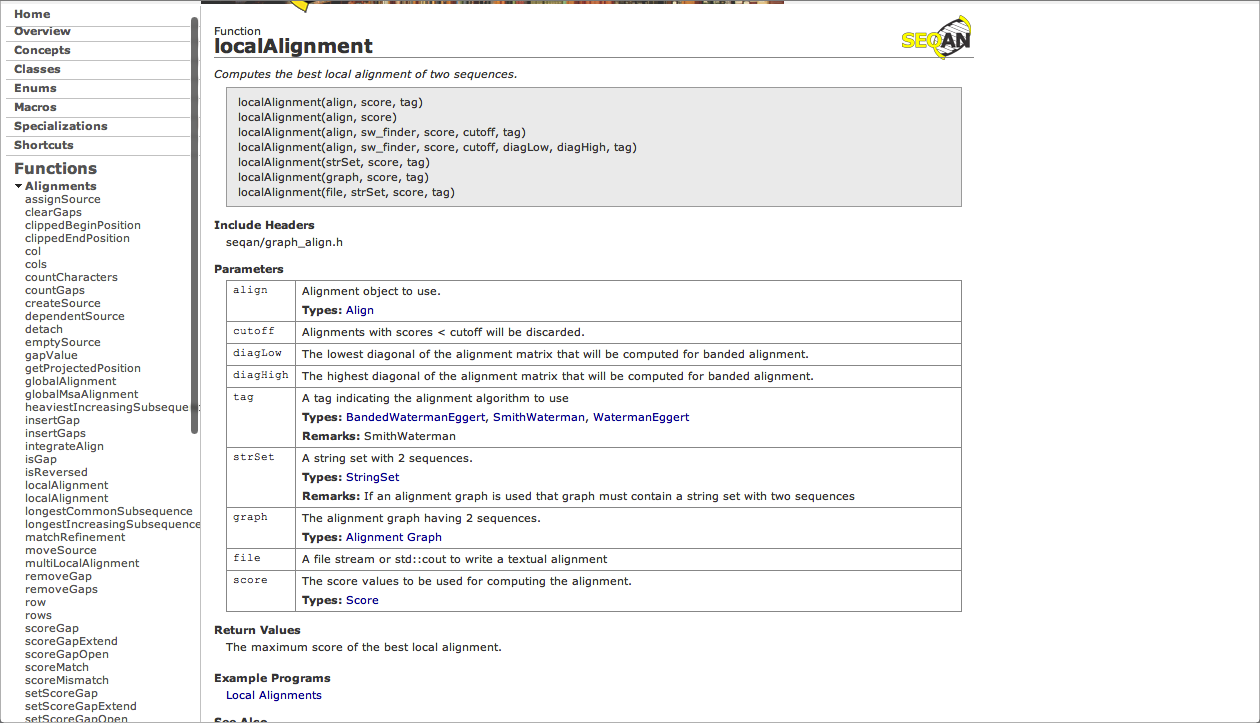 Home
Overview
Concepts
Classes
Enums
Macros
Specializations
Shortcuts
Functions
Alignments
assignSource
clearGaps
clippedBeginPosition
clippedEndPosition
col
cols
countCharacters
countGaps
createSource
dependentSource
detach
emptySource
gapValue
getProjectedPosition
globalAlignment
globalMsaAlignment
heaviestIncreasingSubsequenc
insertGap
insertGaps
integrateAlign
isGap
isReversed
localAlignment
localAlignment
longestCommonSubsequence
longestIncreasingSubsequence
matchRefinement
moveSource
multiLocalAlignment
removeGap
removeGaps
row
rows
scoreGap
scoreGapExtend
scoreGapOpen
scoreMatch
scoreMismatch
setScoreGap
setScoreGapExtend
setScoreGapOpen
Function
localAlignment
SEQAN
Computes the best local alignment of two sequences.
localAlignment(align, score, tag)
localAlignment(align, score)
localAlignment(align, sw_finder, score, cutoff, tag)
localAlignment(align, sw_finder, score, cutoff, diagLow, diagHigh, tag)
localAlignment(strSet, score, tag)
localAlignment(graph, score, tag)
localAlignment(file, strSet, score, tag)
Include Headers
seqan/graph_align.h
Parameters
align Alignment object to use.
Types: Align
cutoff Alignments with scores < cutoff will be discarded.
diagLow The lowest diagonal of the alignment matrix that will be computed for banded alignment.
diagHigh The highest diagonal of the alignment matrix that will be computed for banded alignment.
tag A tag indicating the alignment algorithm to use
Types: BandedWatermanEggert, SmithWaterman, WatermanEggert
Remarks: SmithWaterman
strSet A string set with 2 sequences.
Types: StringSet
Remarks: If an alignment graph is used that graph must contain a string set with two sequences
graph The alignment graph having 2 sequences.
Types: Alignment Graph
file A file stream or std::cout to write a textual alignment
score The score values to be used for computing the alignment.
Types: Score
Return Values
The maximum score of the best local alignment.
Example Programs
Local Alignments
See Also